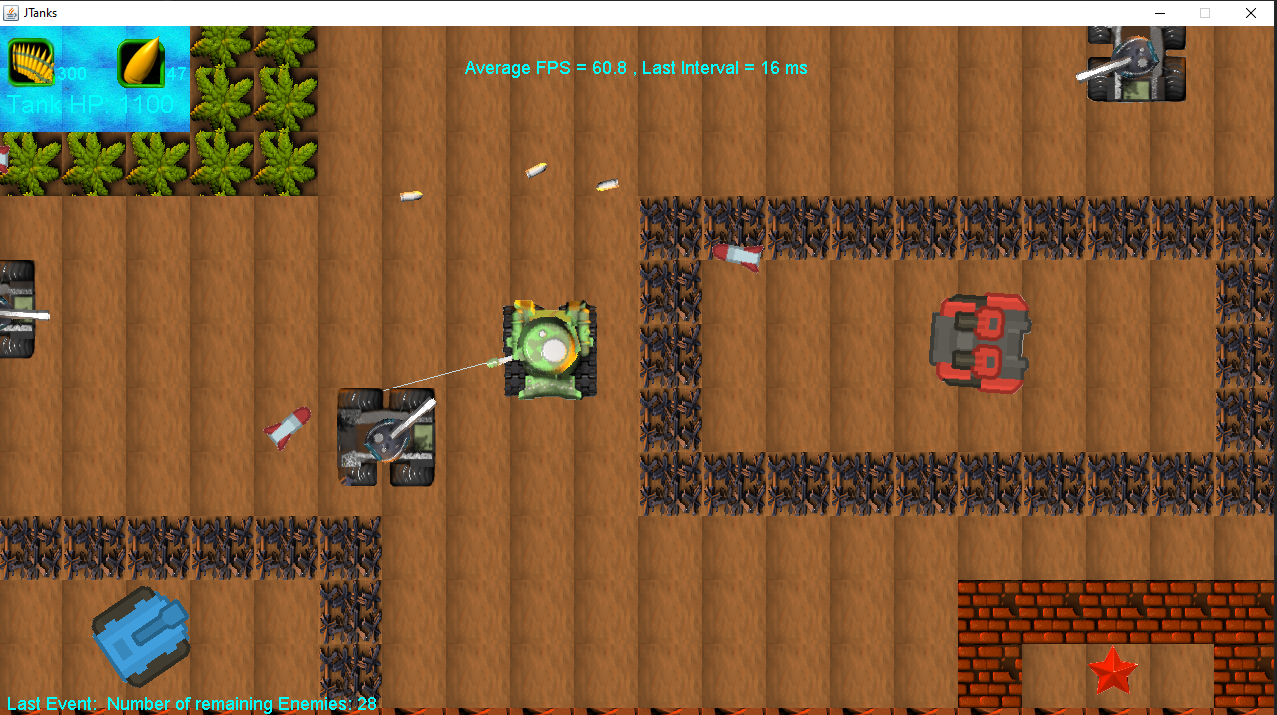 JTanks
Average FPS = 60.8 , Last Interval = 16 ms
300
47
Tank HP: 1100
Last Event:  Number of remaining Enemies: 28